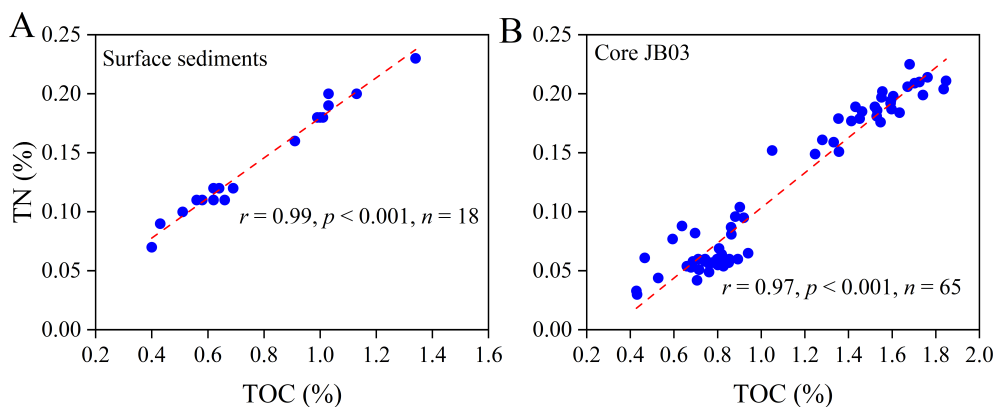 A
Surface sediments
TN (%)
0.25
0.20
0.15
0.10
0.05
0.00
r = 0.99, p < 0.001, n = 18
0.2 0.4 0.6 0.8 1.0 1.2 1.4 1.6
TOC (%)
B
Core JB03
0.25
0.20
0.15
0.10
0.05
0.00
r = 0.97, p < 0.001, n = 65
0.2 0.4 0.6 0.8 1.0 1.2 1.4 1.6 1.8 2.0
TOC (%)